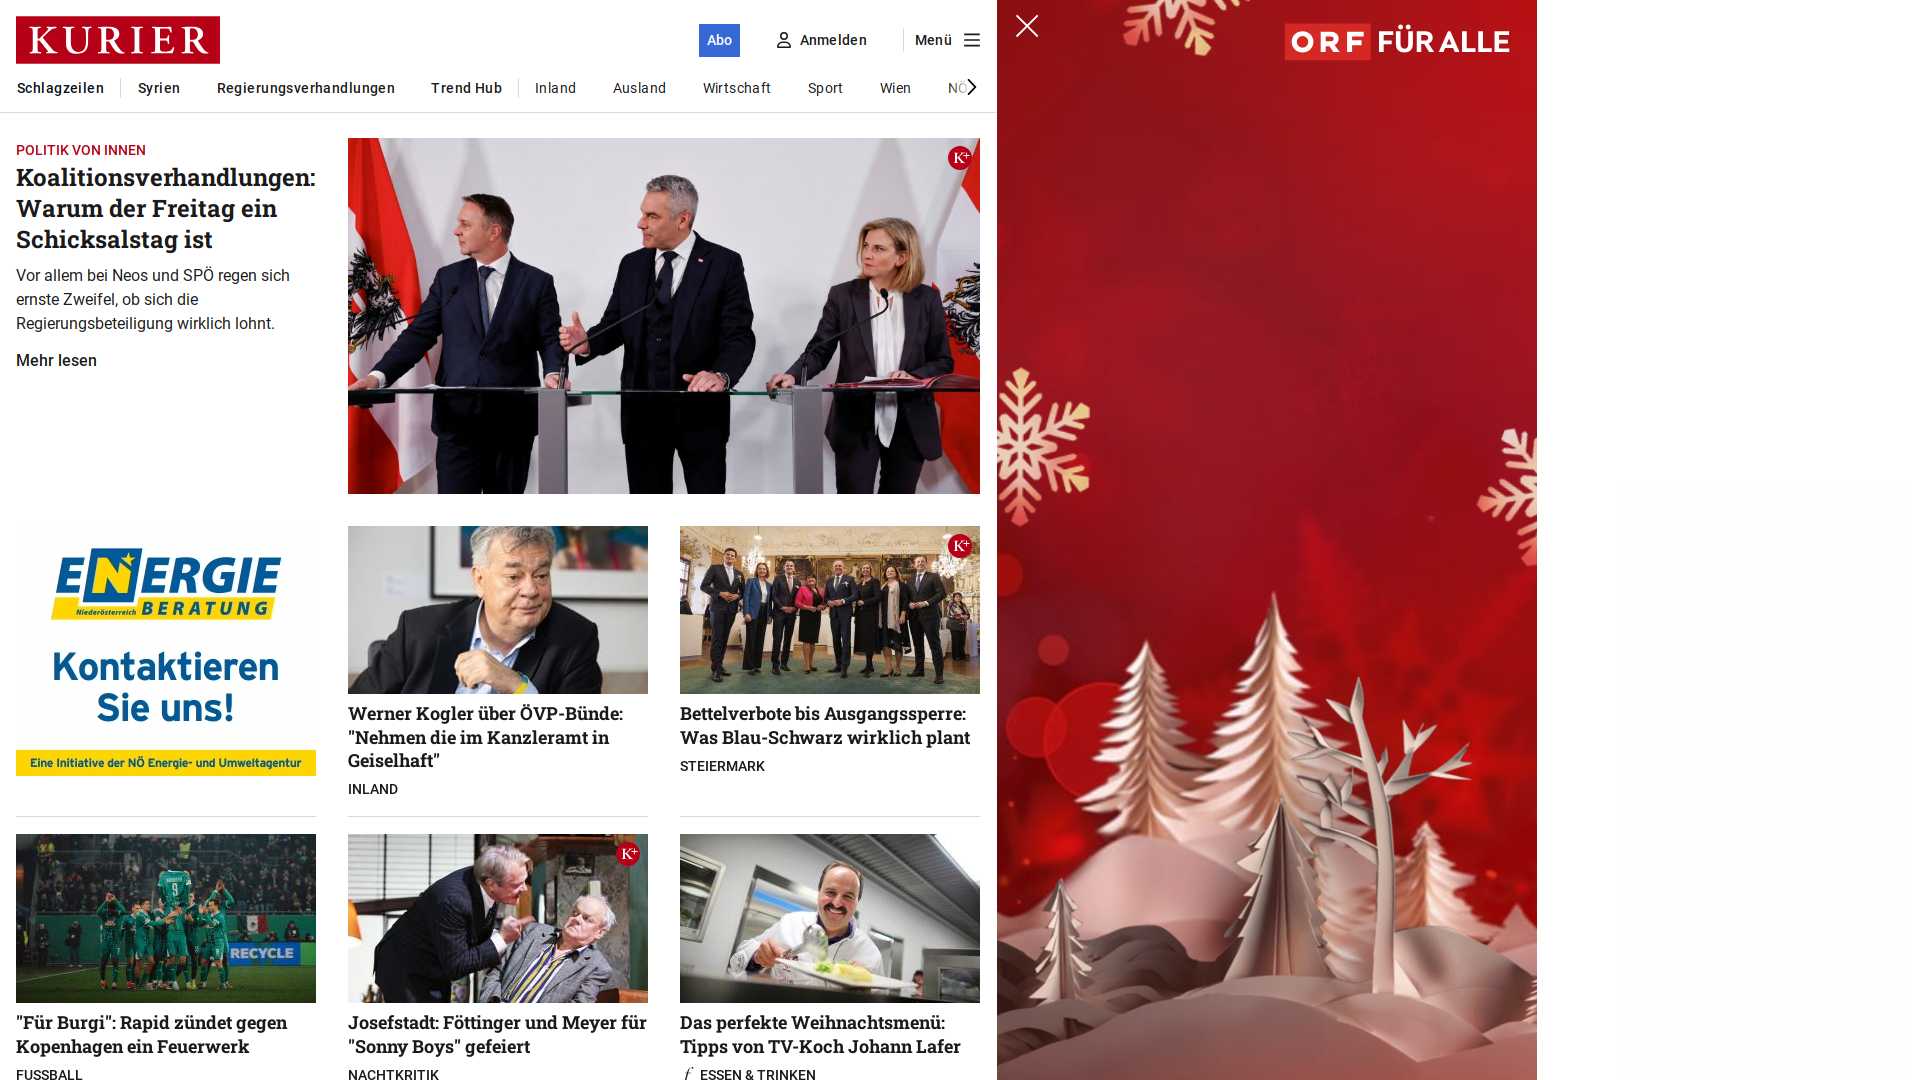 KURIER
Abo
Anmelden
Menü
Schlagzeilen
Syrien
Regierungsverhandlungen
Trend Hub
Inland
Ausland
Wirtschaft
Sport
Wien
NÖ
POLITIK VON INNEN
Koalitionsverhandlungen:
Warum der Freitag ein
Schicksalstag ist
Vor allem bei Neos und SPÖ regen sich
ernste Zweifel, ob sich die
Regierungsbeteiligung wirklich lohnt.
Mehr lesen
K+
ENERGIE
Niederösterreich BERATUNG
Kontaktieren
Sie uns!
Eine Initiative der NÖ Energie- und Umweltagentur
Werner Kogler über ÖVP-Bünde:
"Nehmen die im Kanzleramt in
Geiselhaft"
INLAND
K+
Bettelverbote bis Ausgangssperre:
Was Blau-Schwarz wirklich plant
STEIERMARK
9
RECYCLE
"Für Burgi": Rapid zündet gegen
Kopenhagen ein Feuerwerk
FUSSBALL
K+
Josefstadt: Föttinger und Meyer für
"Sonny Boys" gefeiert
NACHTKRITIK
Das perfekte Weihnachtsmenü:
Tipps von TV-Koch Johann Lafer
f ESSEN & TRINKEN
ORF FÜR ALLE